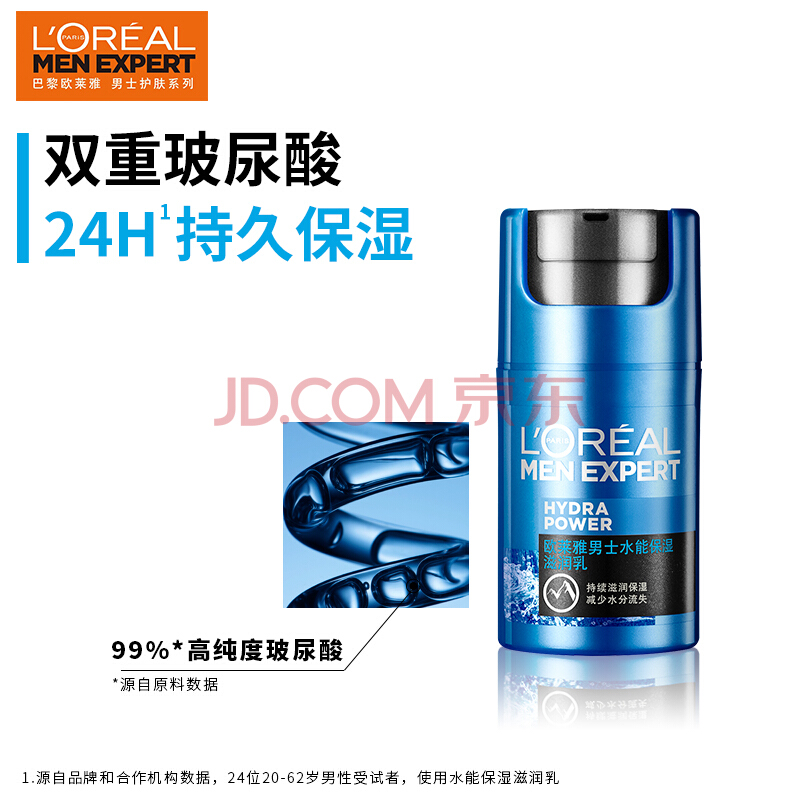 L'ORÉAL
PARIS
MEN EXPERT
巴黎欧莱雅 男士护肤系列
双重玻尿酸
24H¹持久保湿
JD.COM 京东
L'ORÉAL
PARIS
MEN EXPERT
HYDRA
POWER
欧莱雅男士水能保湿
滋润乳
持续滋润保湿
减少水分流失
99%*高纯度玻尿酸
*源自原料数据
1.源自品牌和合作机构数据，24位20-62岁男性受试者，使用水能保湿滋润乳